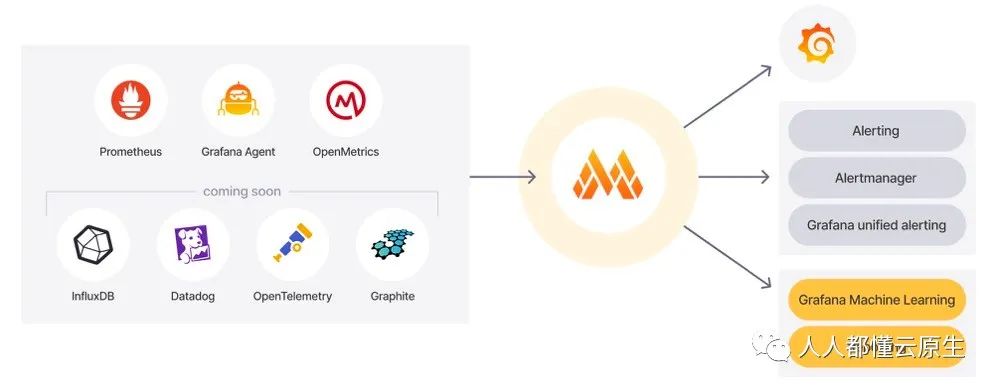 Prometheus
Grafana Agent
OpenMetrics
coming soon
InfluxDB
Datadog
OpenTelemetry
Graphite
Alerting
Alertmanager
Grafana unified alerting
Grafana Machine Learning
人人都懂云原生